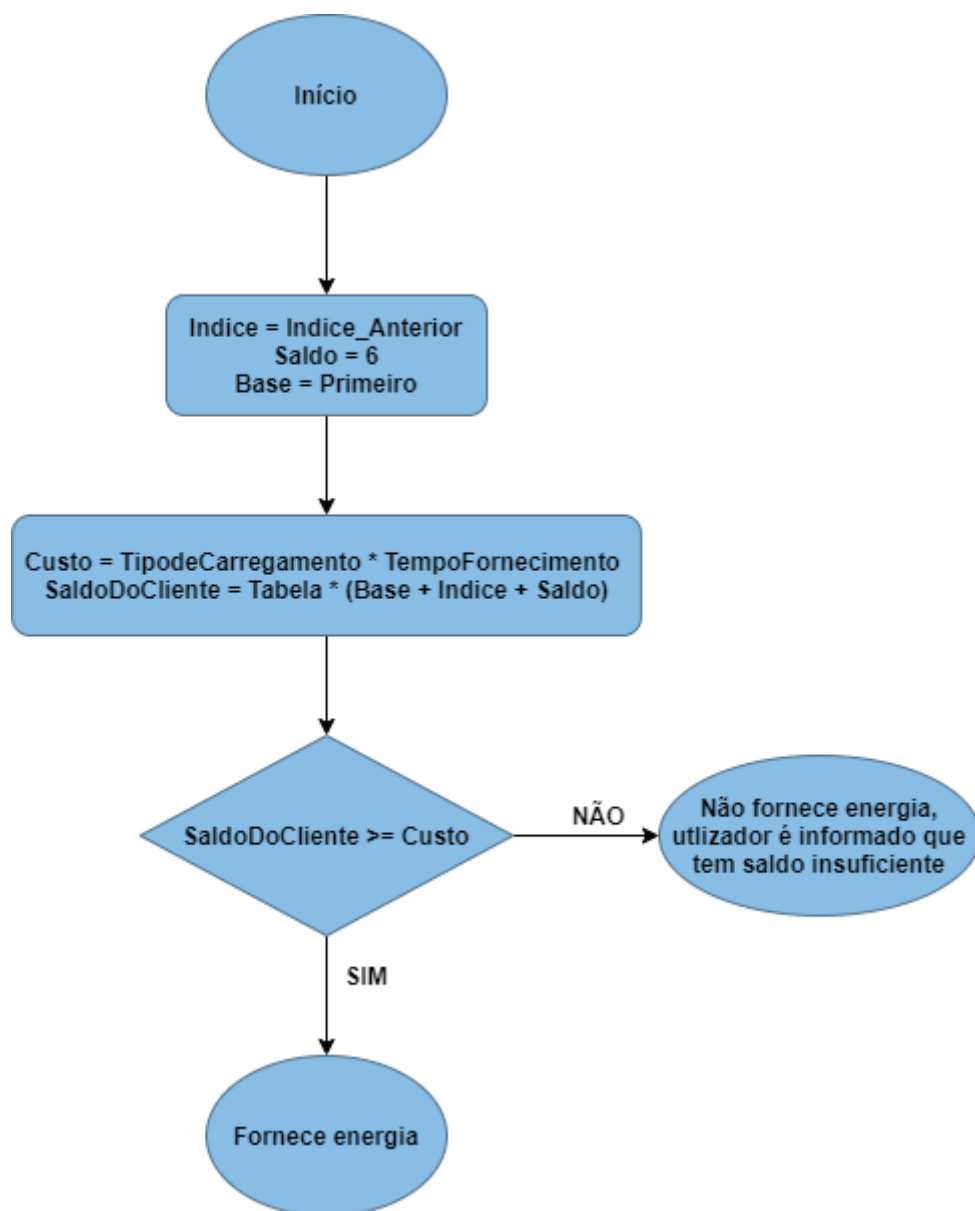 Início
Indice = Indice_Anterior
Saldo = 6
Base = Primeiro
Custo = TipodeCarregamento * TempoFornecimento
SaldoDoCliente = Tabela * (Base + Indice + Saldo)
SaldoDoCliente >= Custo
NÃO
Não fornece energia,
utlizador é informado que
tem saldo insuficiente
SIM
Fornece energia